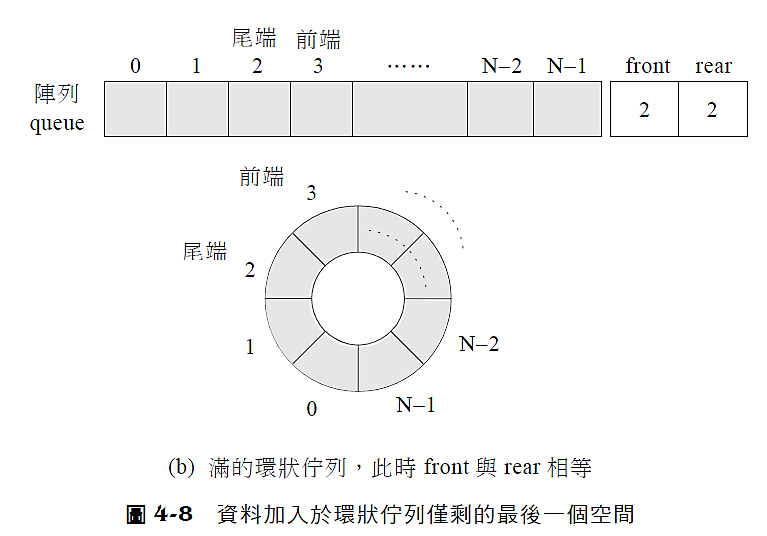 尾端 前端
0 1 2 3 …… N–2 N–1 front rear
陣列
queue
2 2
前端
3
尾端
2
1
N–2
0
N–1
(b) 滿的環狀佇列，此時 front 與 rear 相等
圖 4-8 資料加入於環狀佇列僅剩的最後一個空間